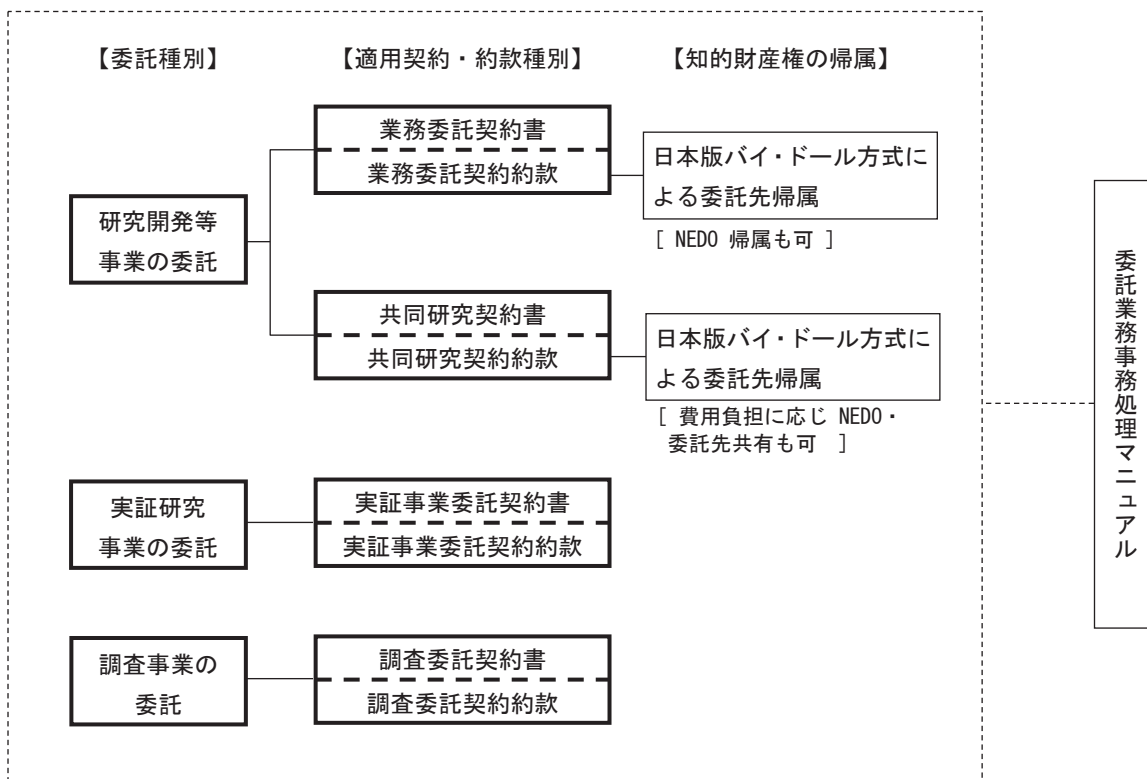 【委託種別】
【適用契約・約款種別】
【知的財産権の帰属】
研究開発等
事業の委託
業務委託契約書
業務委託契約約款
日本版バイ・ドール方式に
よる委託先帰属
[ NEDO 帰属も可 ]
共同研究契約書
共同研究契約約款
日本版バイ・ドール方式に
よる委託先帰属
[ 費用負担に応じ NEDO・
委託先共有も可 ]
実証研究
事業の委託
実証事業委託契約書
実証事業委託契約約款
調査事業の
委託
調査委託契約書
調査委託契約約款
委託業務事務処理マニュアル